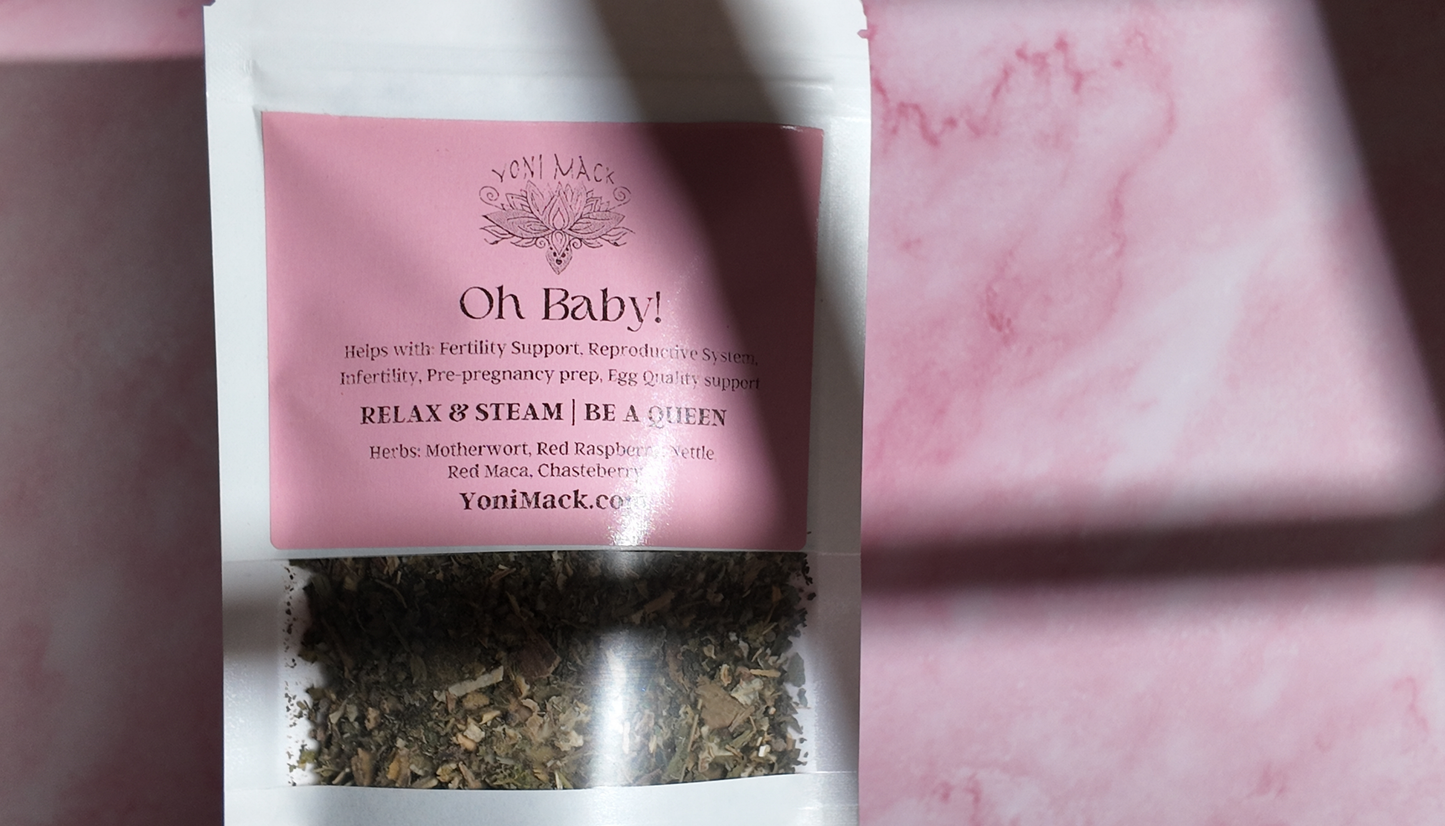 YONI MACK
Oh Baby!
Helps with: Fertility Support, Reproductive System,
Infertility, Pre-pregnancy prep, Egg Quality support
RELAX & STEAM | BE A QUEEN
Herbs: Motherwort, Red Raspberry, Nettle
Red Maca, Chasteberry
YoniMack.com